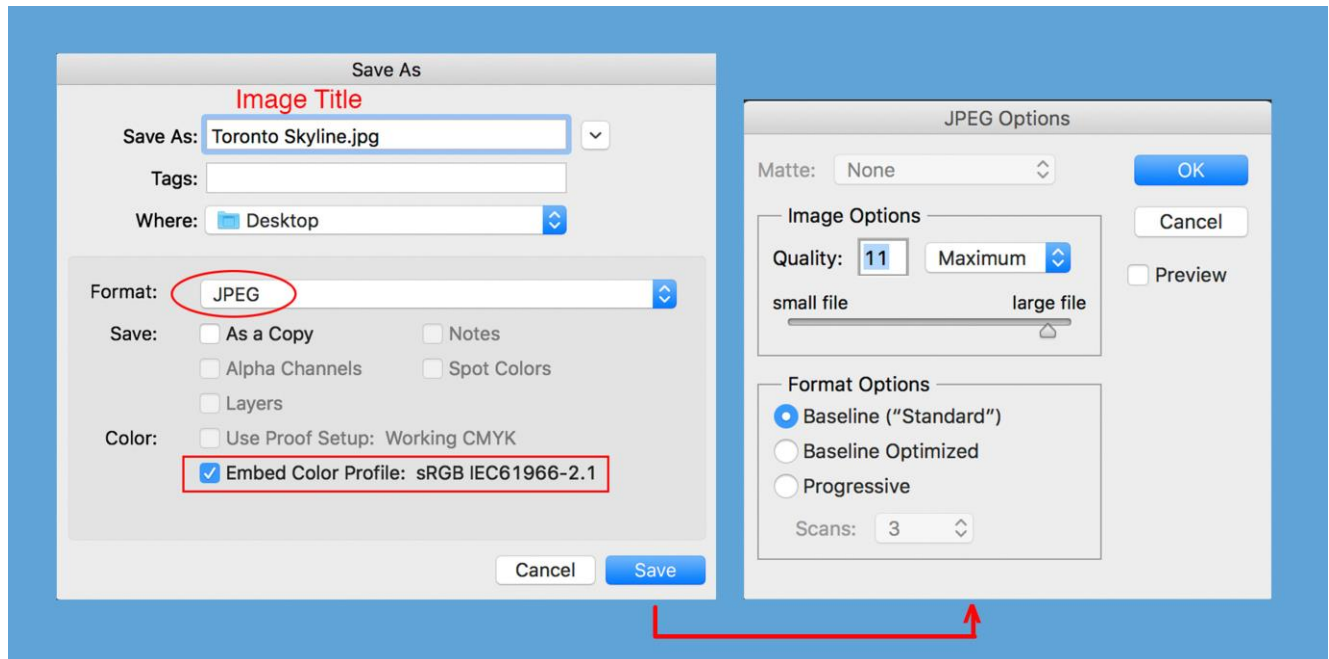 Save As
Image Title
Save As: Toronto Skyline.jpg
Tags:
Where: Desktop
Format: JPEG
Save: As a Copy Notes
Alpha Channels Spot Colors
Layers
Color: Use Proof Setup: Working CMYK
Embed Color Profile: sRGB IEC61966-2.1
Cancel Save
JPEG Options
Matte: None OK
Image Options Cancel
Quality: 11 Maximum Preview
small file large file
Format Options
Baseline (“Standard”)
Baseline Optimized
Progressive
Scans: 3